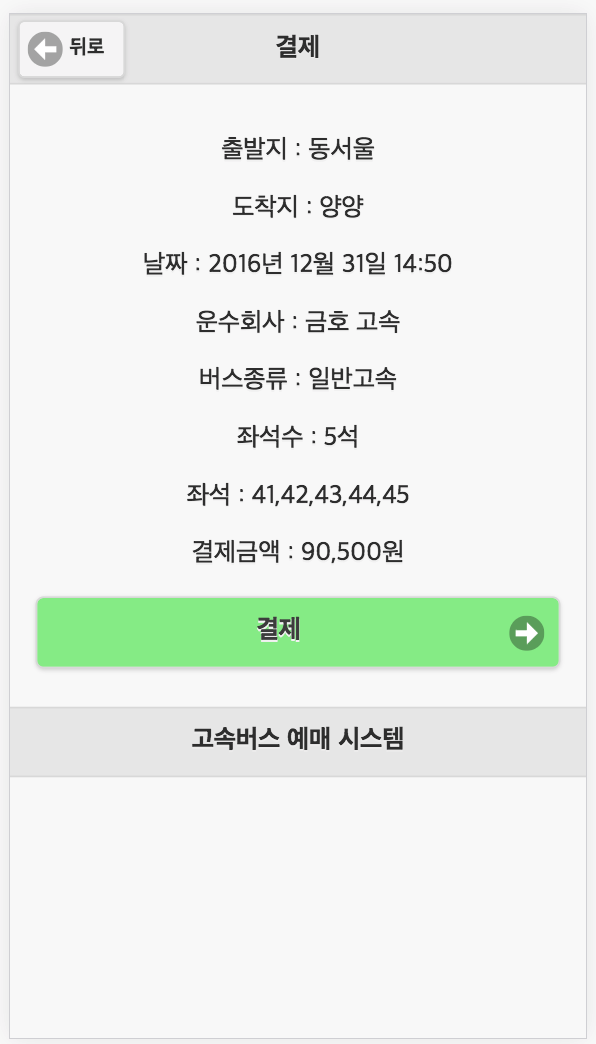 뒤로
결제
출발지 : 동서울
도착지 : 양양
날짜 : 2016년 12월 31일 14:50
운수회사 : 금호 고속
버스종류 : 일반고속
좌석수 : 5석
좌석 : 41,42,43,44,45
결제금액 : 90,500원
결제
고속버스 예매 시스템